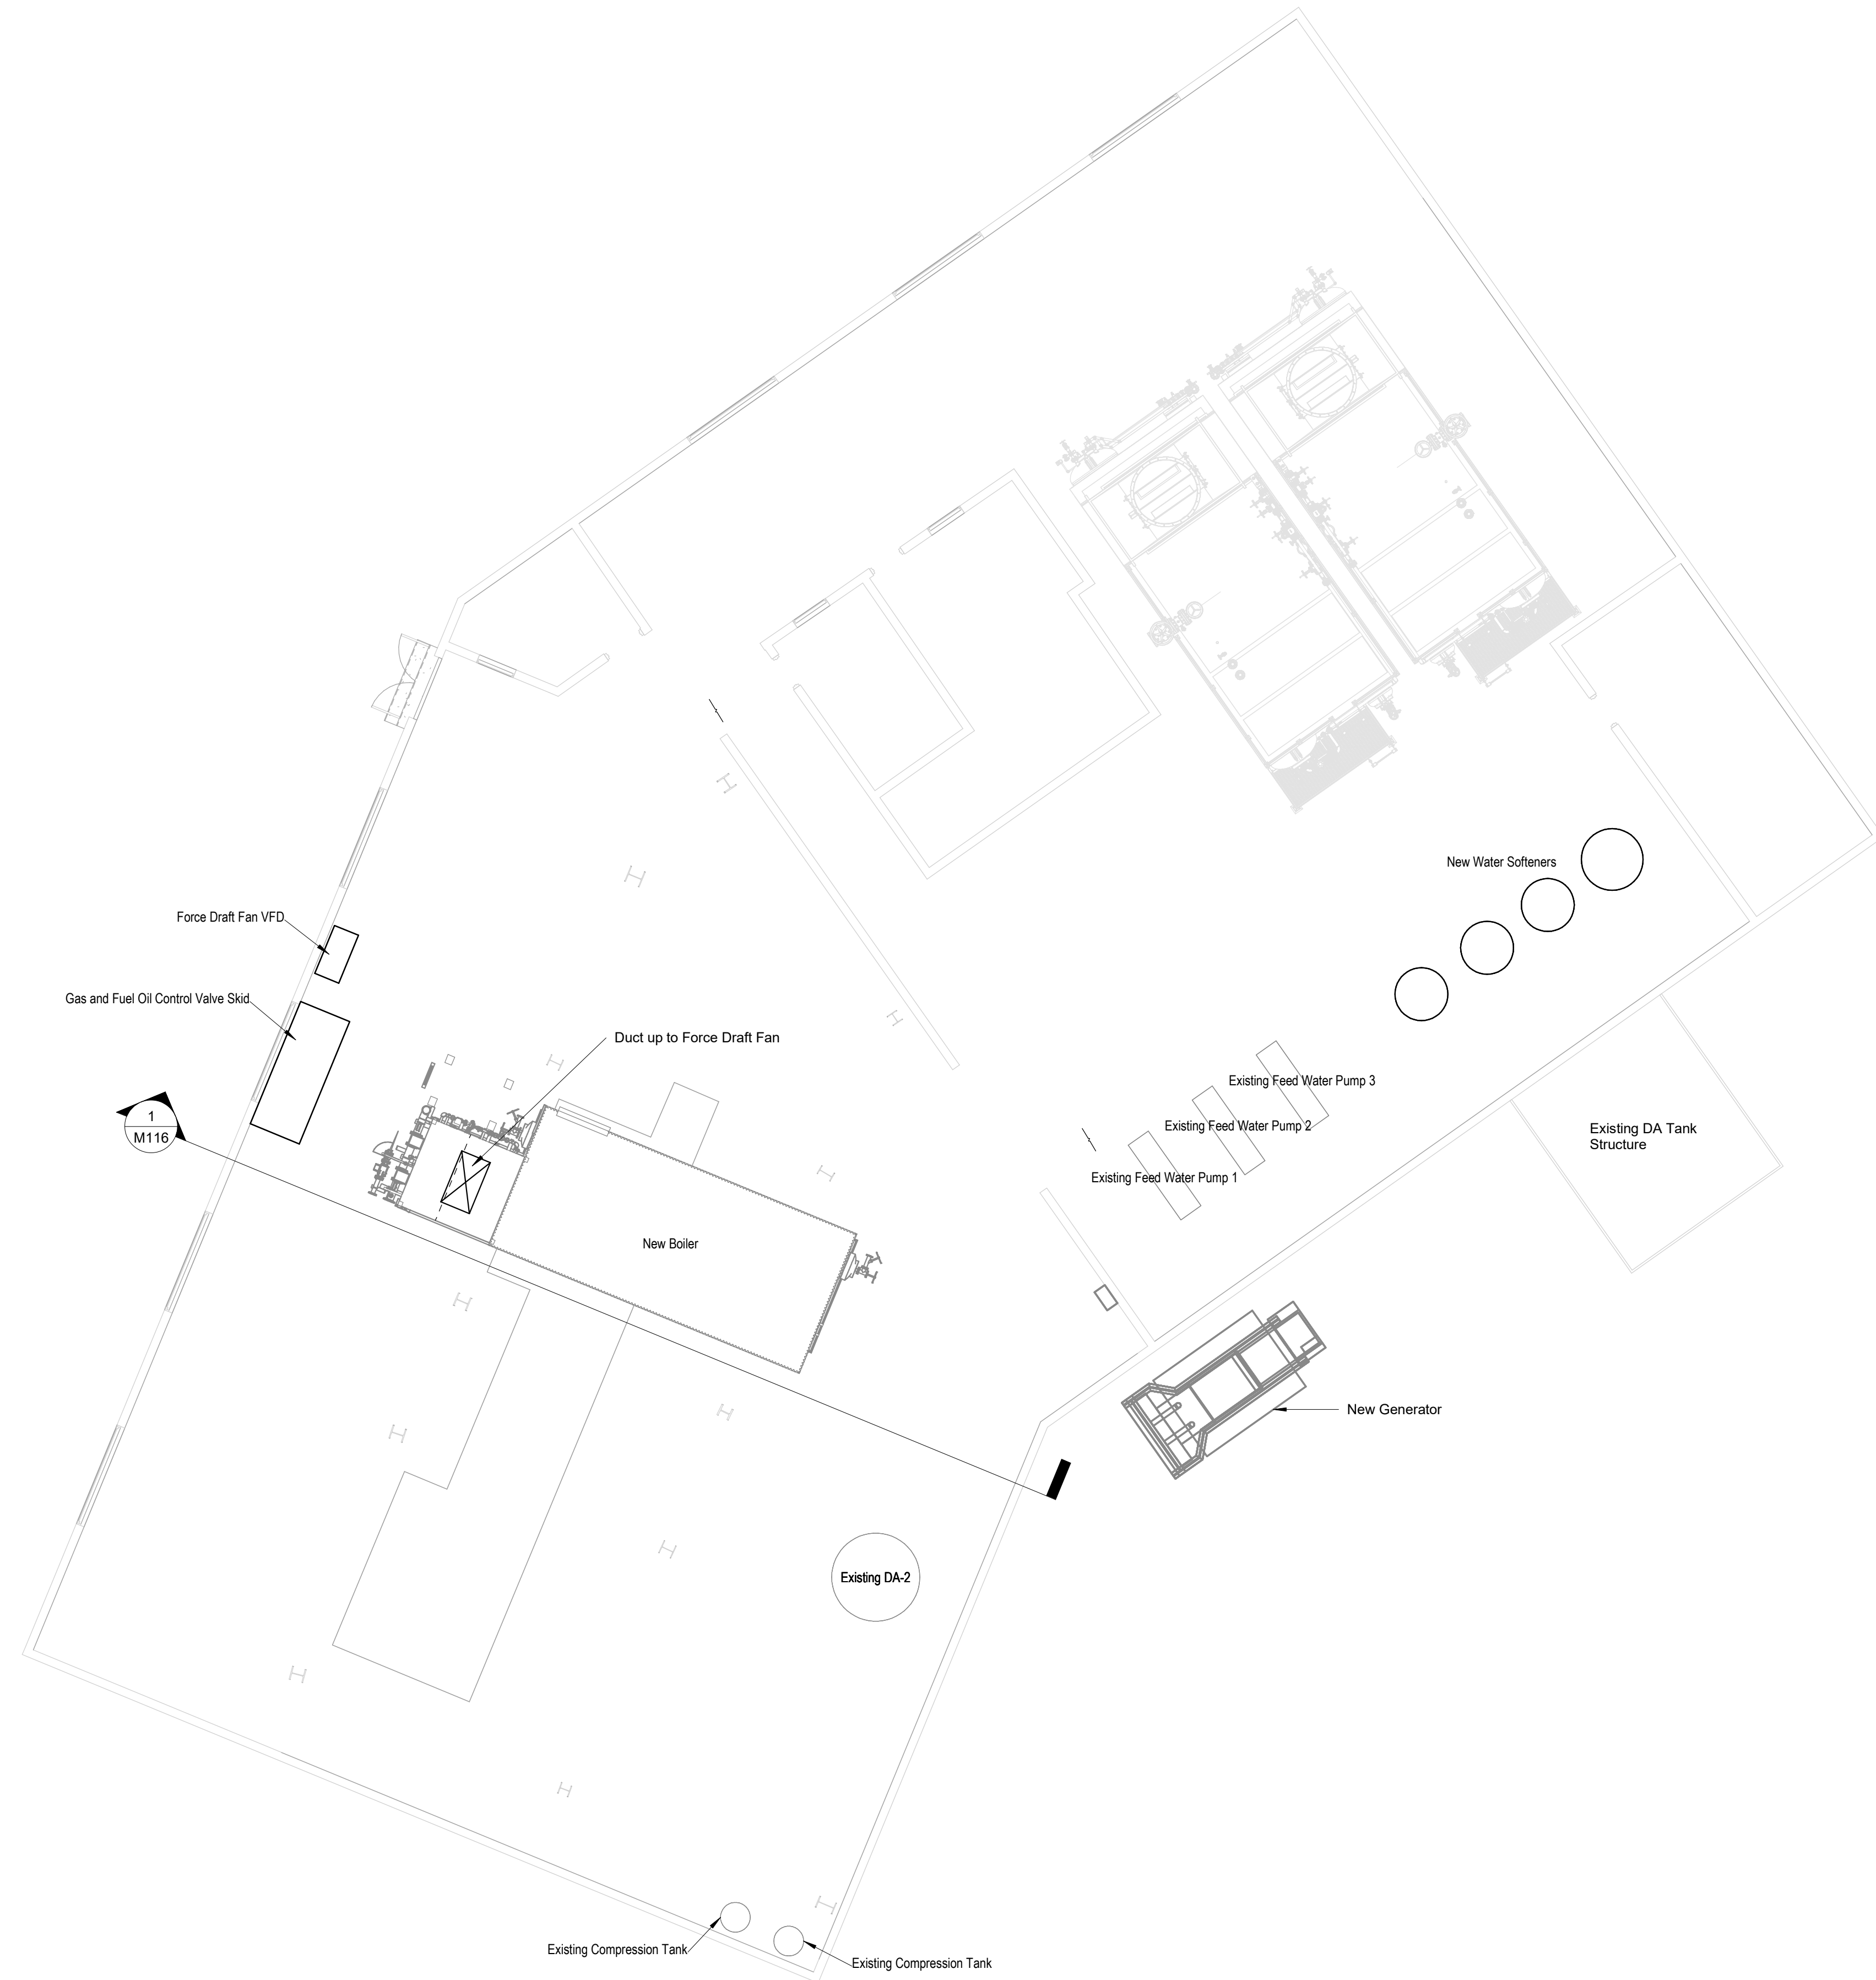 New Water Softeners
Force Draft Fan VFD
Gas and Fuel Oil Control Valve Skid
Duct up to Force Draft Fan
Existing Feed Water Pump 3
1
M116
Existing Feed Water Pump 2
Existing DA Tank
Structure
Existing Feed Water Pump 1
New Boiler
New Generator
Existing DA-2
Existing Compression Tank
Existing Compression Tank